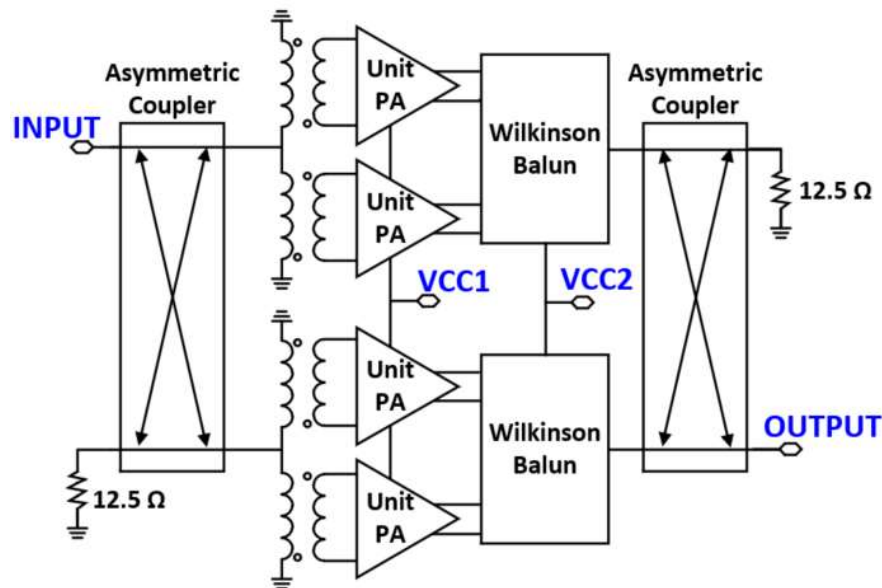 Asymmetric
Coupler
INPUT
12.5 Ω
Unit
PA
Unit
PA
Unit
PA
Unit
PA
VCC1
Wilkinson
Balun
VCC2
Wilkinson
Balun
Asymmetric
Coupler
12.5 Ω
OUTPUT